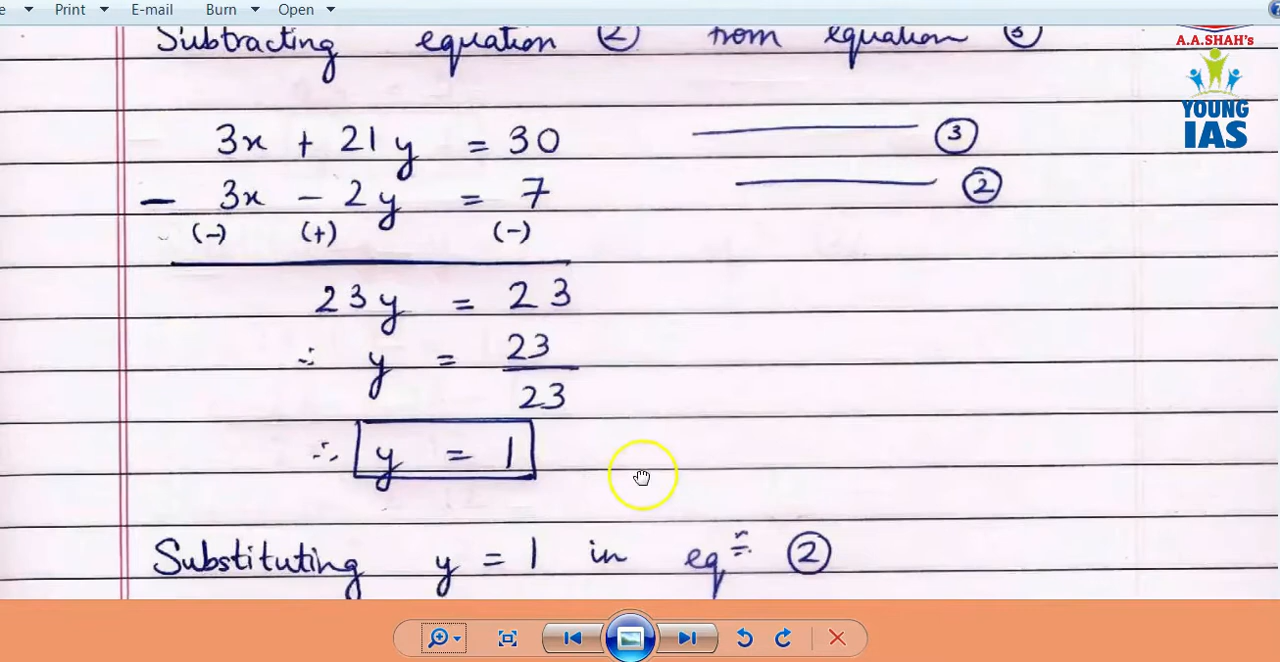 Print E-mail Burn Open
A.A.SHAH's
YOUNG
IAS
Subtracting equation ② from equation ③
3x + 21y = 30 ——— ③
– 3x – 2y = 7 ——— ②
(–) (+) (–)
23y = 23
∴ y = 23/23
∴ y = 1
Substituting y = 1 in eqⁿ ②